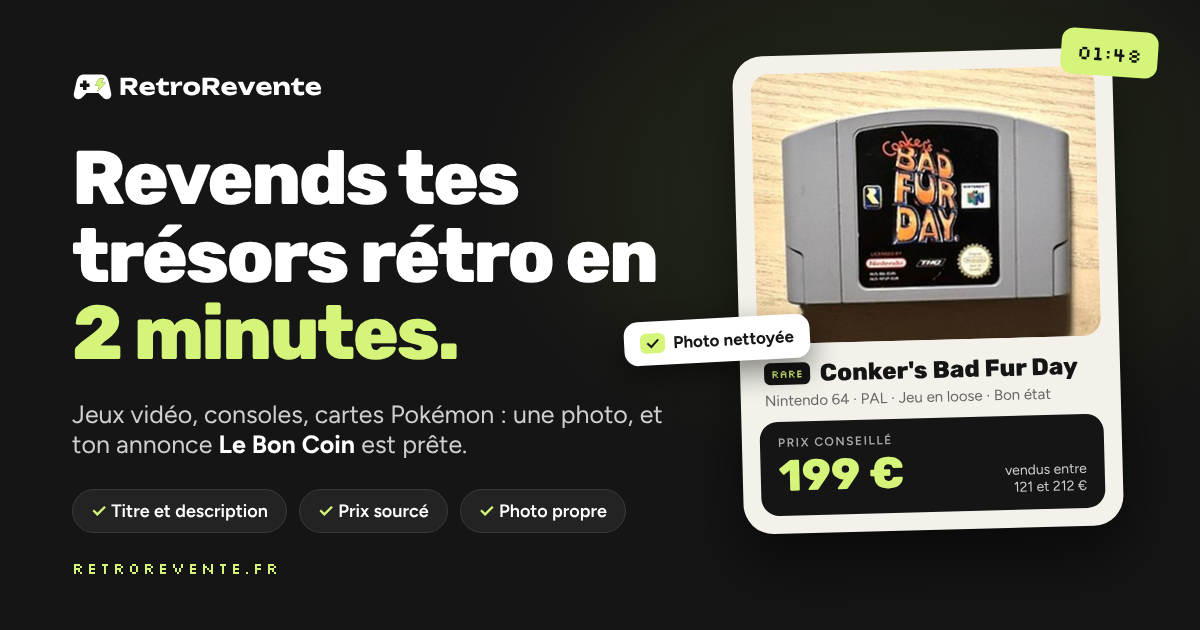 RetroRevente
Revends tes
trésors rétro en
2 minutes.
Jeux vidéo, consoles, cartes Pokémon : une photo, et
ton annonce Le Bon Coin est prête.
Titre et description
Prix sourcé
Photo propre
RETROREVENTE.FR
01:48
Conker's
BAD
FUR
DAY
Nintendo
THQ
Photo nettoyée
RARE
Conker's Bad Fur Day
Nintendo 64 · PAL · Jeu en loose · Bon état
PRIX CONSEILLÉ
199 €
vendus entre
121 et 212 €